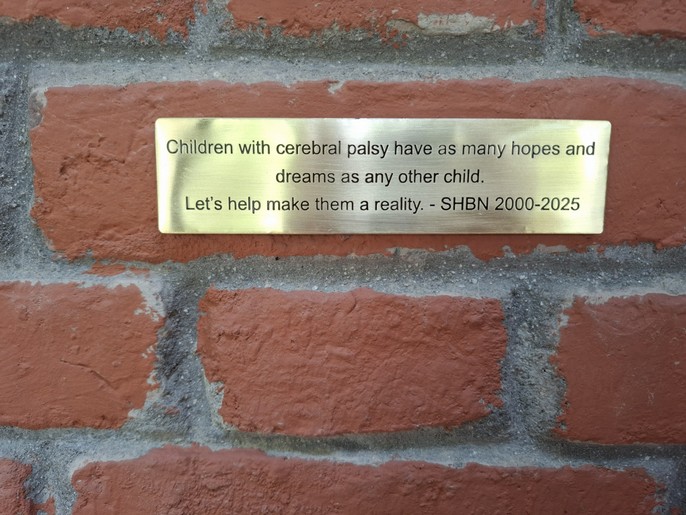 Children with cerebral palsy have as many hopes and
dreams as any other child.
Let's help make them a reality. - SHBN 2000-2025